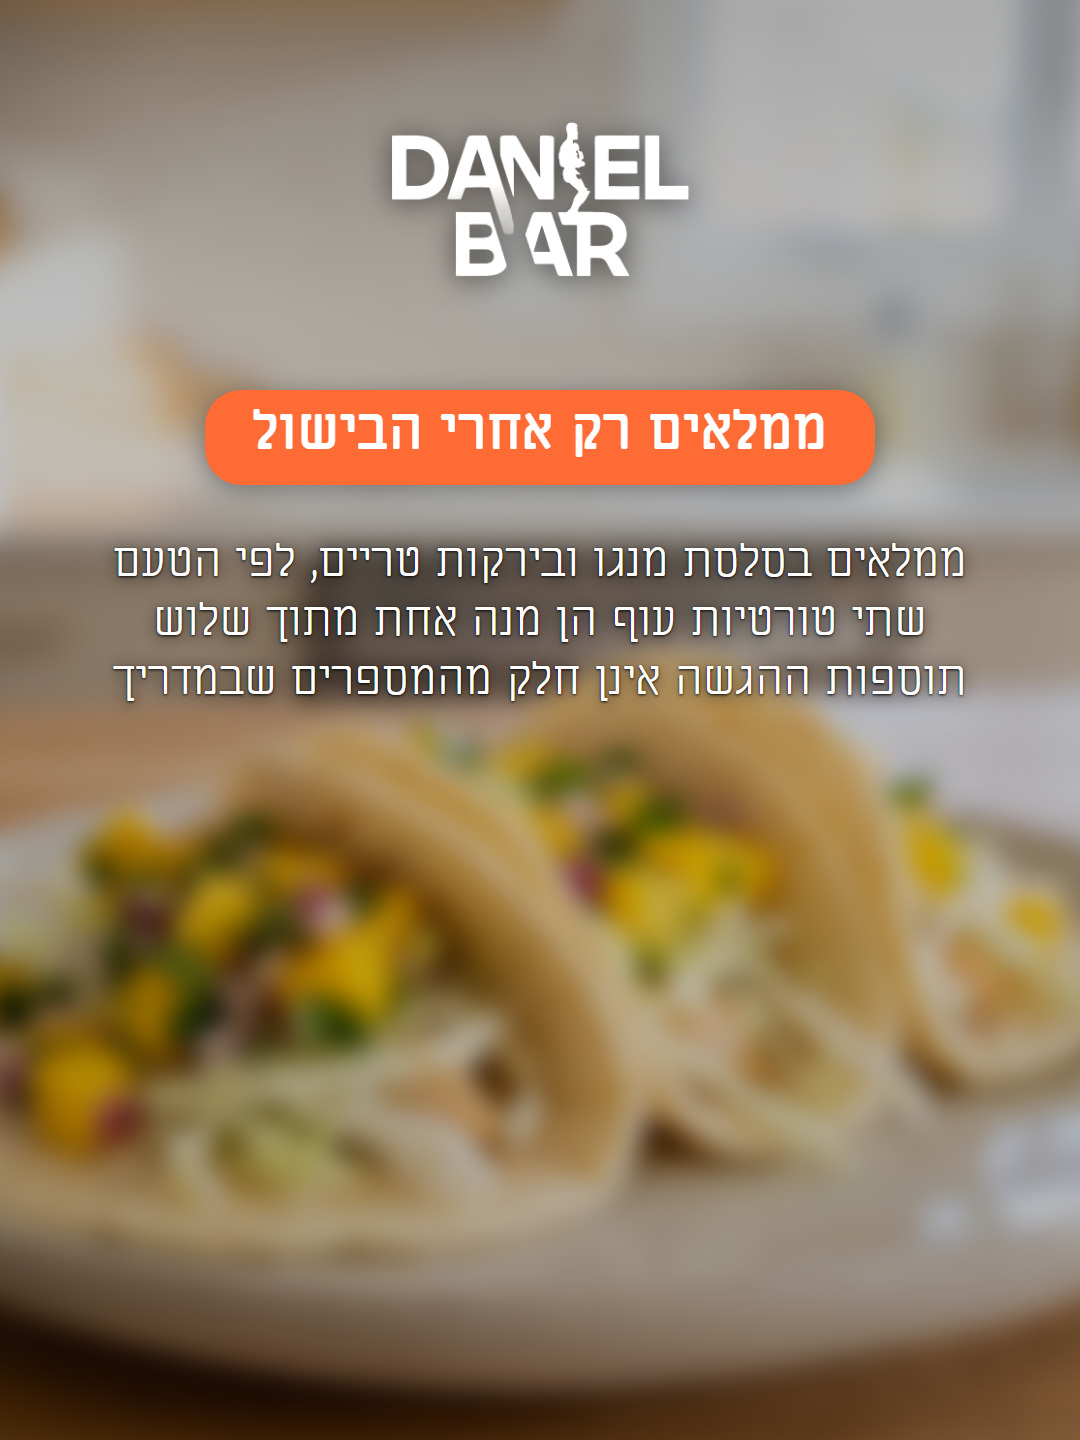 DANIEL
BAR
ממלאים רק אחרי הבישול
ממלאים בסלסת מנגו ובירקות טריים, לפי הטעם
שתי טורטיות עוף הן מנה אחת מתוך שלוש
תוספות ההגשה אינן חלק מהמספרים שבמדריך